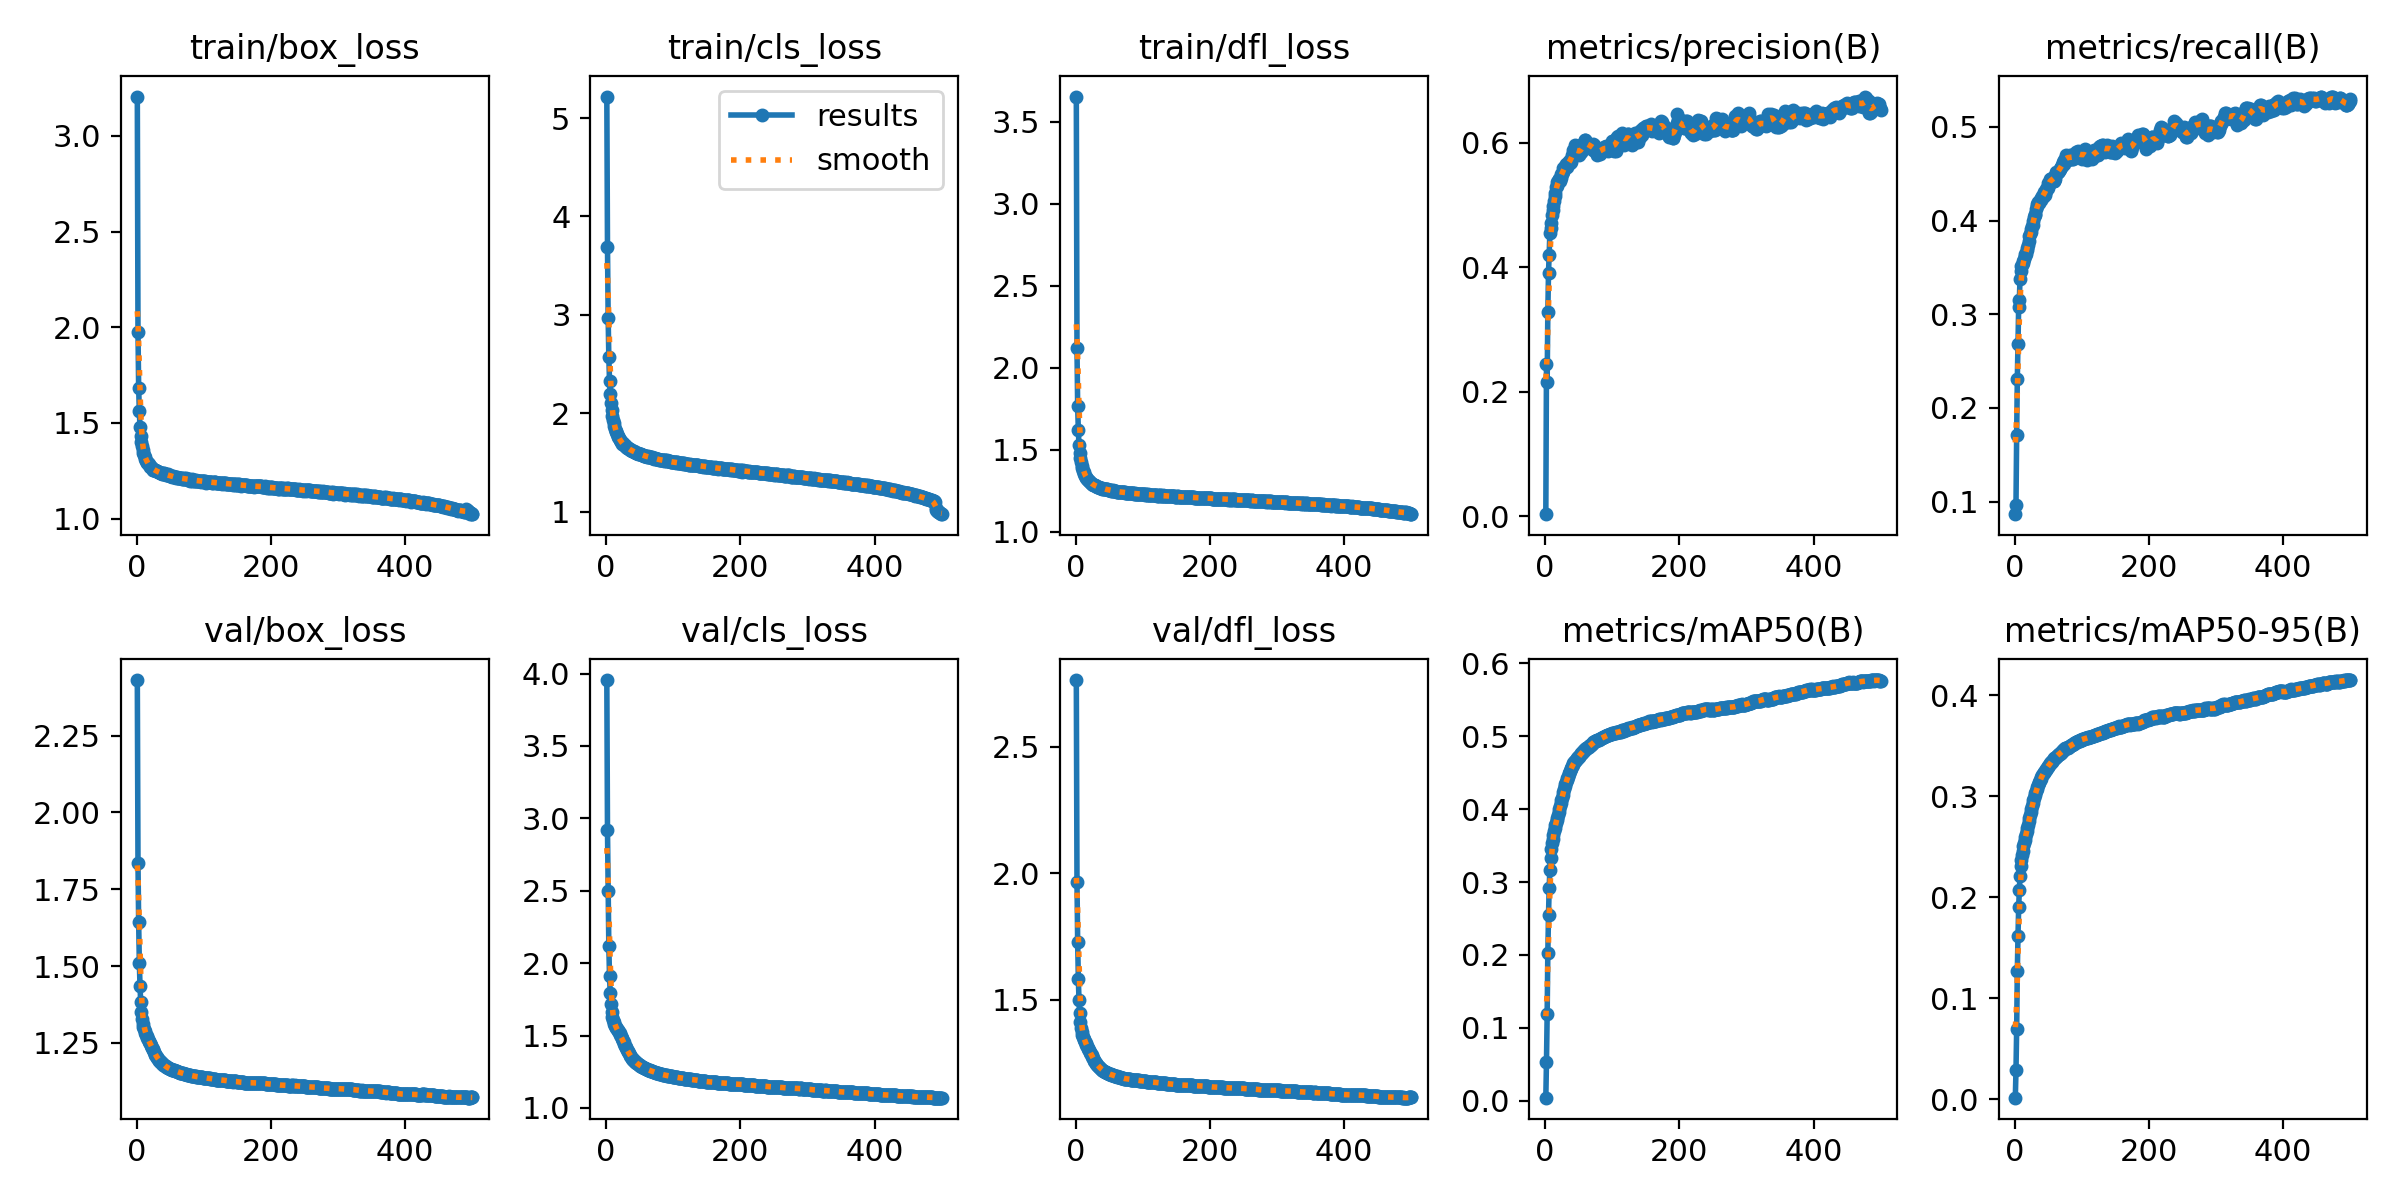 train/box_loss
3.0
2.5
2.0
1.5
1.0
0 200 400
train/cls_loss
results
smooth
5
4
3
2
1
0 200 400
train/dfl_loss
3.5
3.0
2.5
2.0
1.5
1.0
0 200 400
metrics/precision(B)
0.6
0.4
0.2
0.0
0 200 400
metrics/recall(B)
0.5
0.4
0.3
0.2
0.1
0 200 400
val/box_loss
2.25
2.00
1.75
1.50
1.25
0 200 400
val/cls_loss
4.0
3.5
3.0
2.5
2.0
1.5
1.0
0 200 400
val/dfl_loss
2.5
2.0
1.5
0 200 400
metrics/mAP50(B)
0.6
0.5
0.4
0.3
0.2
0.1
0.0
0 200 400
metrics/mAP50-95(B)
0.4
0.3
0.2
0.1
0.0
0 200 400